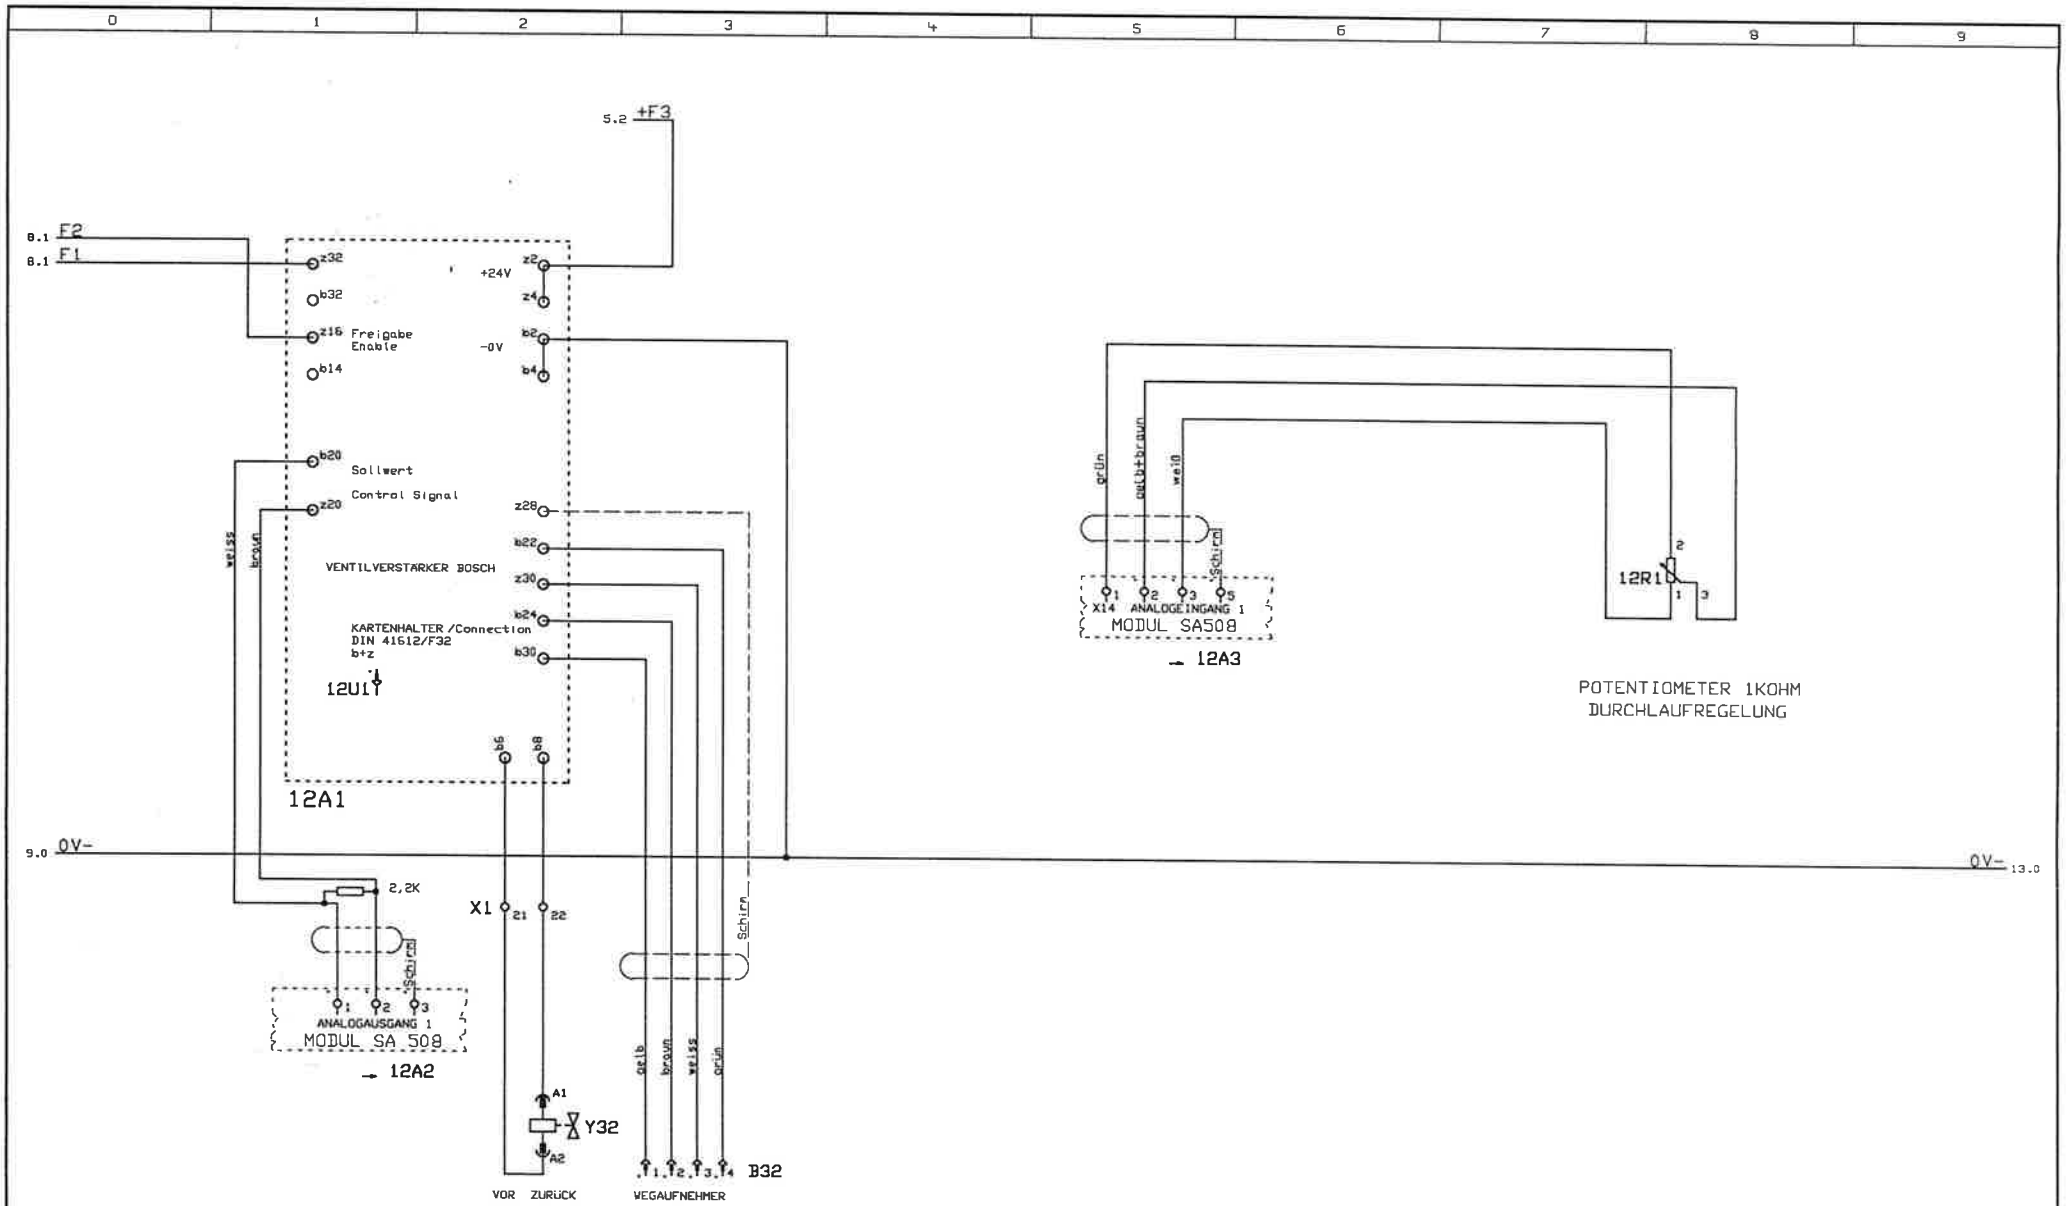 0 1 2 3 4 5 6 7 8 9
5.2 +F3
8.1 F2
8.1 F1
z32
z2
+24V
b32
z4
z16 Freigabe
Enable
b2
-0V
b14
b4
b20
Sollwert
Control Signal
z20
z28
weiss
braun
b22
VENTILVERSTÄRKER BOSCH
z30
b24
KARTENHALTER/Connection
DIN 41612/F32
b+z
b30
12U1
b6 b8
12A1
grün
gelb+braun
weiß
Schirm
1 2 3 5
X14 ANALOGEINGANG 1
MODUL SA508
12A3
2
12R1
1 3
POTENTIOMETER 1KOHM
DURCHLAUFREGELUNG
9.0 0V-
0V- 13.0
2,2K
X1 21 22
Schirm
Schirm
1 2 3
ANALOGAUSGANG 1
MODUL SA 508
12A2
gelb
braun
weiss
grün
A1
Y32
A2
1 2 3 4 B32
VOR ZURÜCK
WEGAUFNEHMER